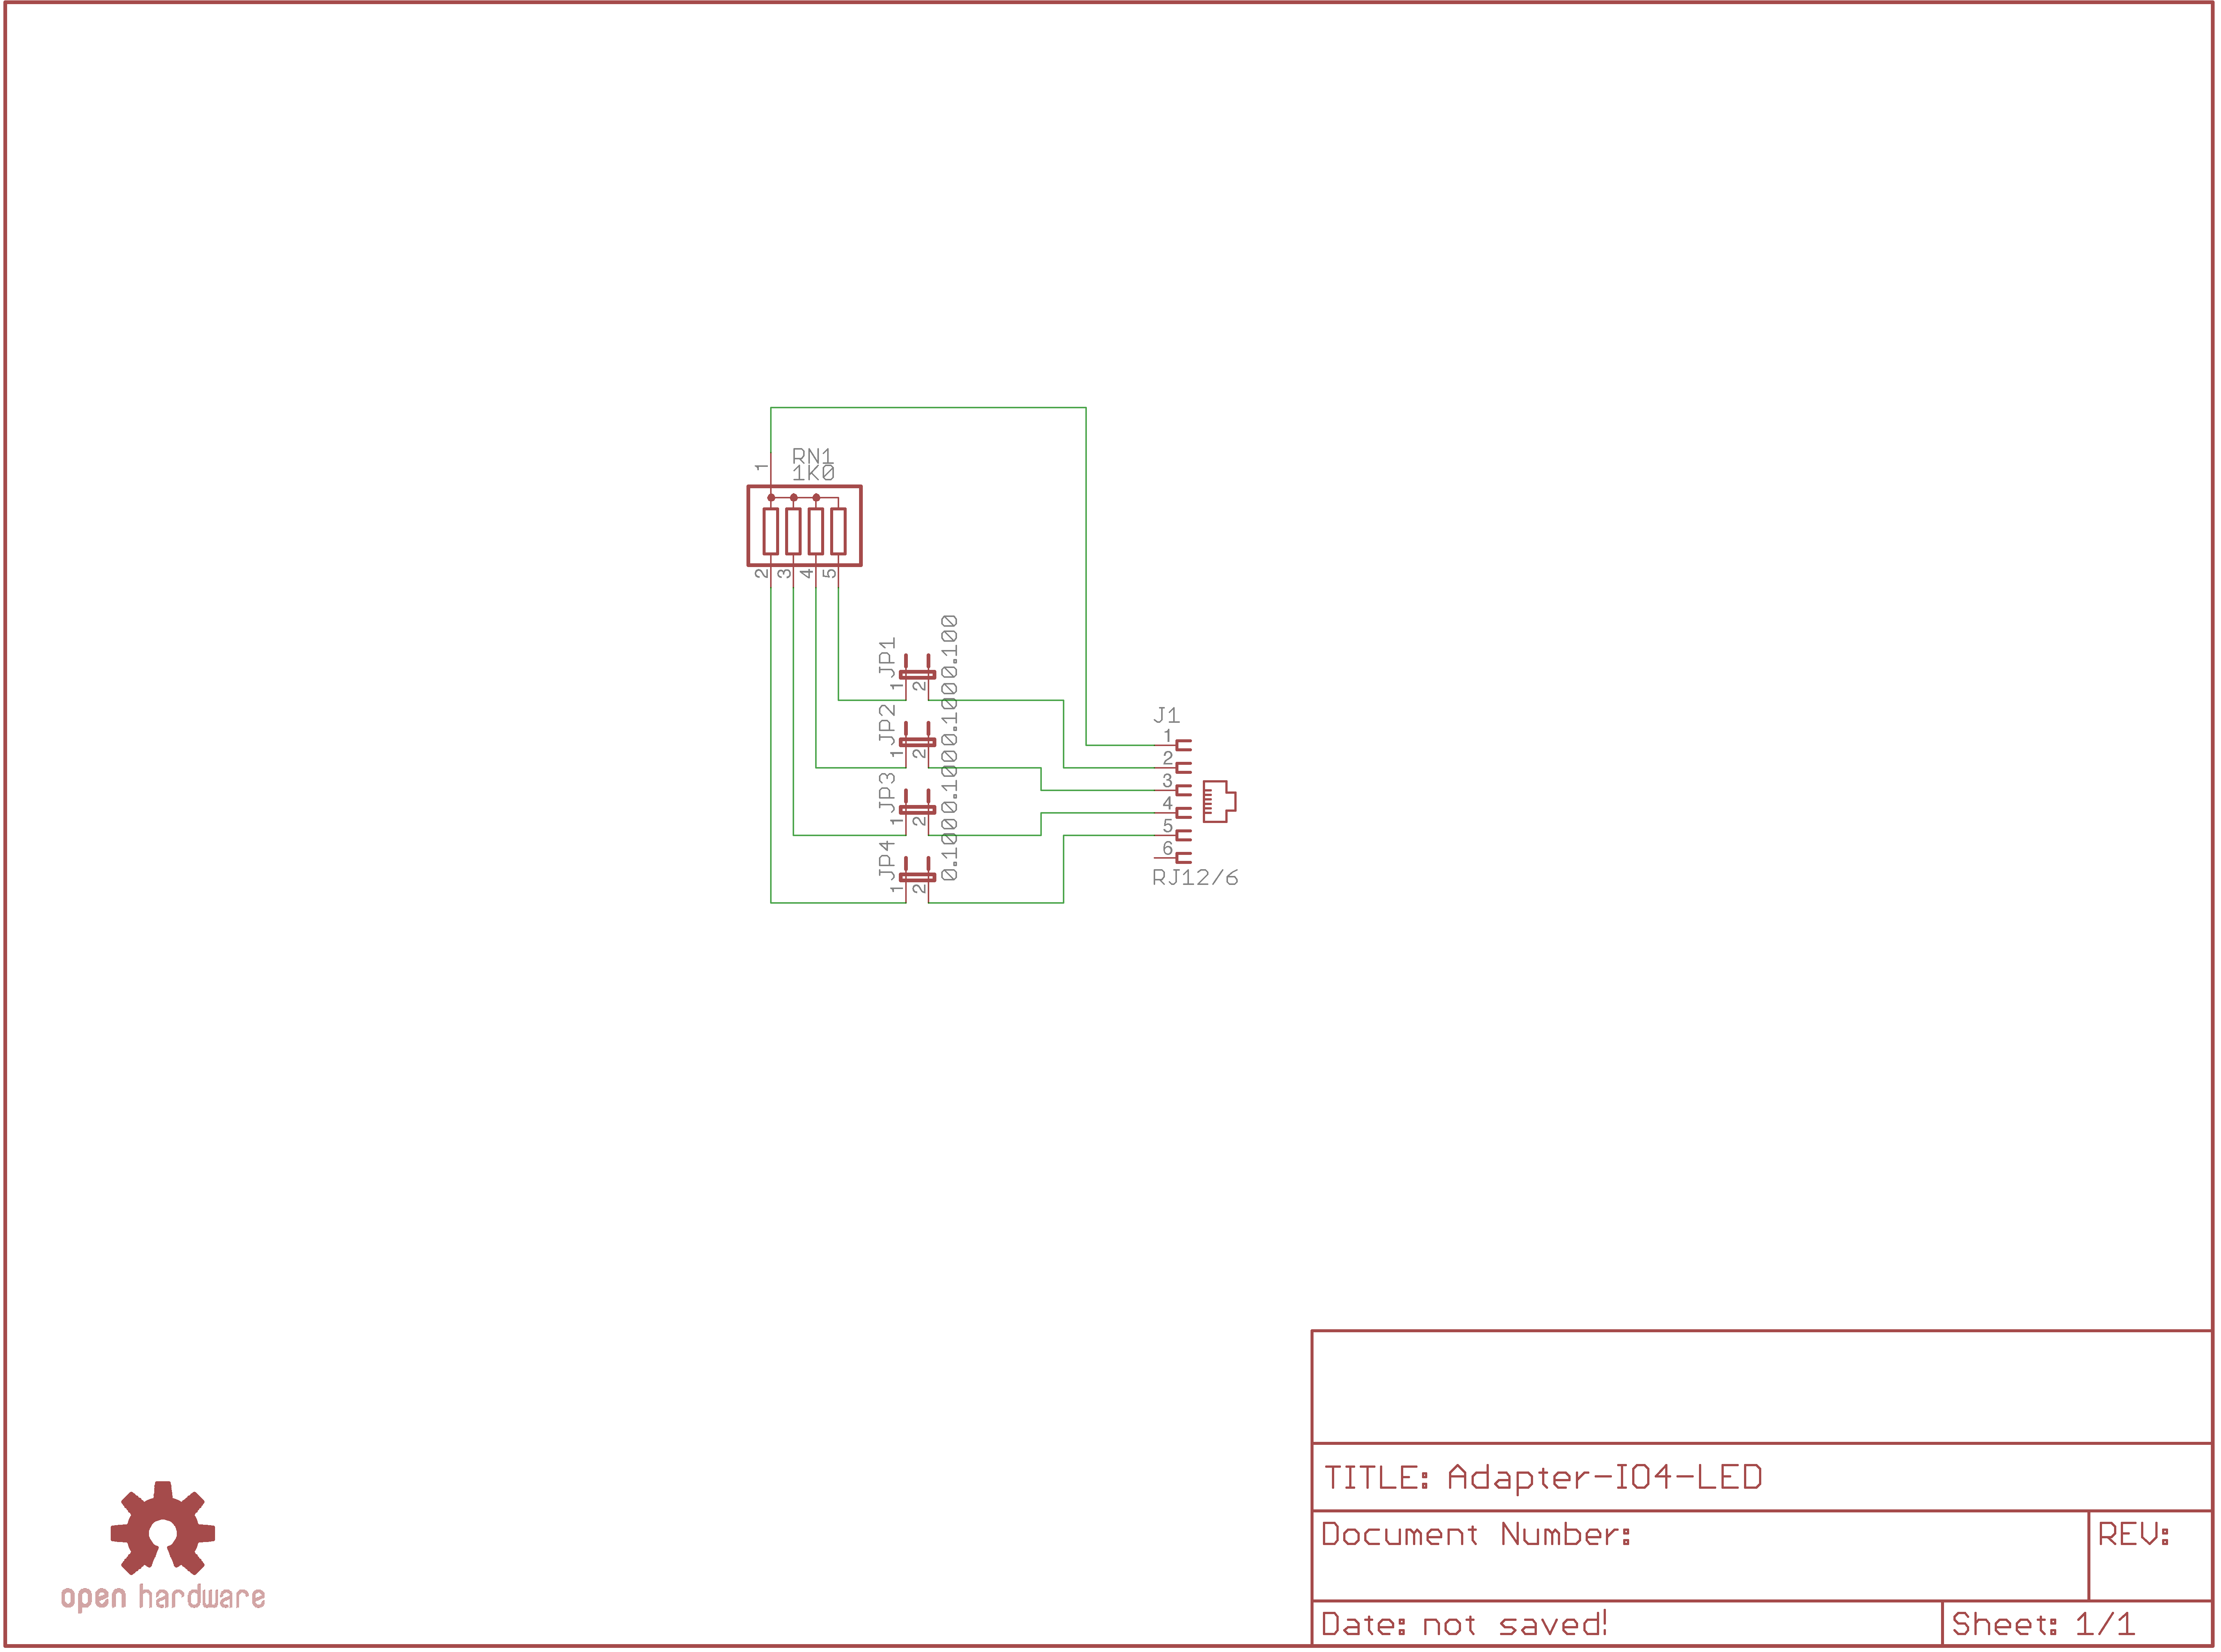 RN1
1K0
1
2 3 4 5
JP1
1 2
0.100
JP2
1 2
0.100
JP3
1 2
0.100
JP4
1 2
0.100
J1
1
2
3
4
5
6
RJ12/6
TITLE: Adapter-IO4-LED
Document Number:
REV:
Date: not saved!
Sheet: 1/1
open hardware